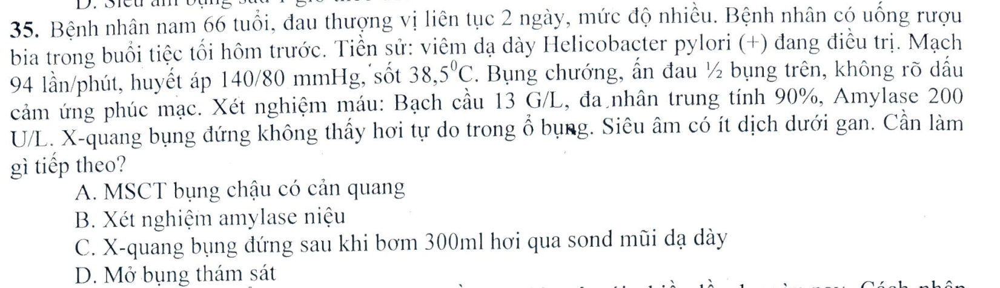 35. Bệnh nhân nam 66 tuổi, đau thượng vị liên tục 2 ngày, mức độ nhiều. Bệnh nhân có uống rượu
bia trong buổi tiệc tối hôm trước. Tiền sử: viêm dạ dày Helicobacter pylori (+) đang điều trị. Mạch
94 lần/phút, huyết áp 140/80 mmHg, sốt 38,5⁰C. Bụng chướng, ấn đau ½ bụng trên, không rõ dấu
cảm ứng phúc mạc. Xét nghiệm máu: Bạch cầu 13 G/L, đa nhân trung tính 90%, Amylase 200
U/L. X-quang bụng đứng không thấy hơi tự do trong ổ bụng. Siêu âm có ít dịch dưới gan. Cần làm
gì tiếp theo?
A. MSCT bụng chậu có cản quang
B. Xét nghiệm amylase niệu
C. X-quang bụng đứng sau khi bơm 300ml hơi qua sond mũi dạ dày
D. Mở bụng thám sát